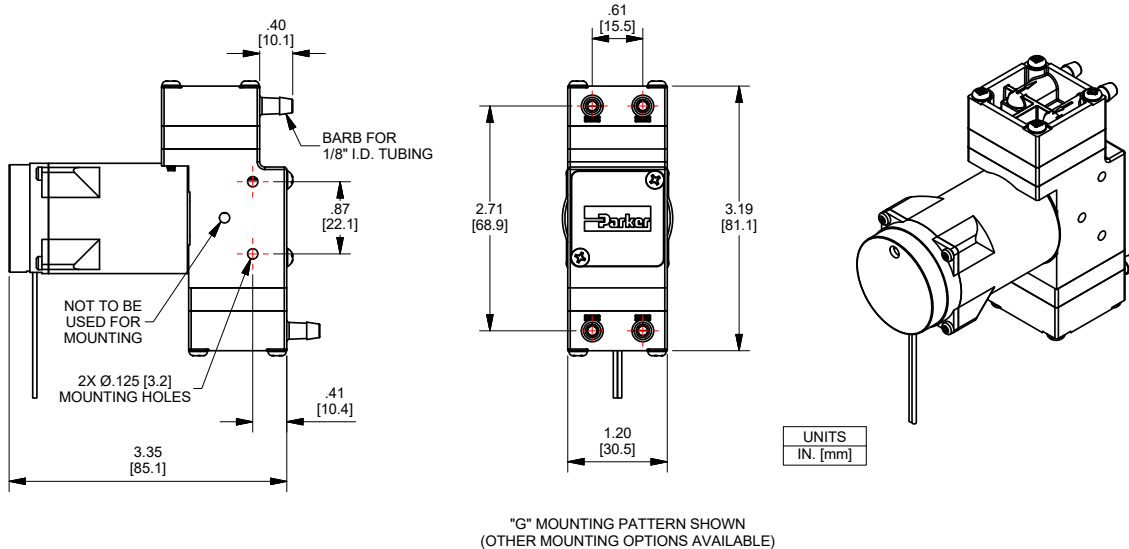 .40
[10.1]
BARB FOR
1/8" I.D. TUBING
.87
[22.1]
NOT TO BE
USED FOR
MOUNTING
2X Ø.125 [3.2]
MOUNTING HOLES
.41
[10.4]
3.35
[85.1]
.61
[15.5]
2.71
[68.9]
Parker
3.19
[81.1]
1.20
[30.5]
UNITS
IN. [mm]
"G" MOUNTING PATTERN SHOWN
(OTHER MOUNTING OPTIONS AVAILABLE)